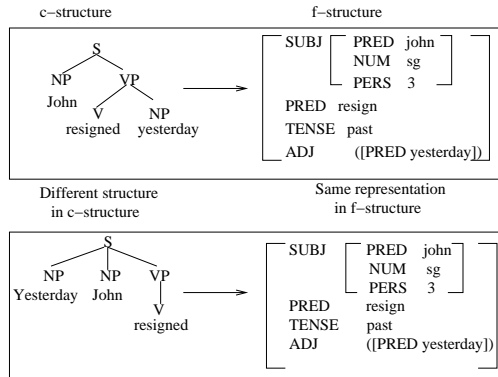 c-structure f-structure
S SUBJ PRED john
NP VP NUM sg
John PERS 3
V NP PRED resign
resigned yesterday TENSE past
ADJ ([PRED yesterday])
Different structure Same representation
in c-structure in f-structure
S SUBJ PRED john
NP NP VP NUM sg
Yesterday John PERS 3
V PRED resign
resigned TENSE past
ADJ ([PRED yesterday])